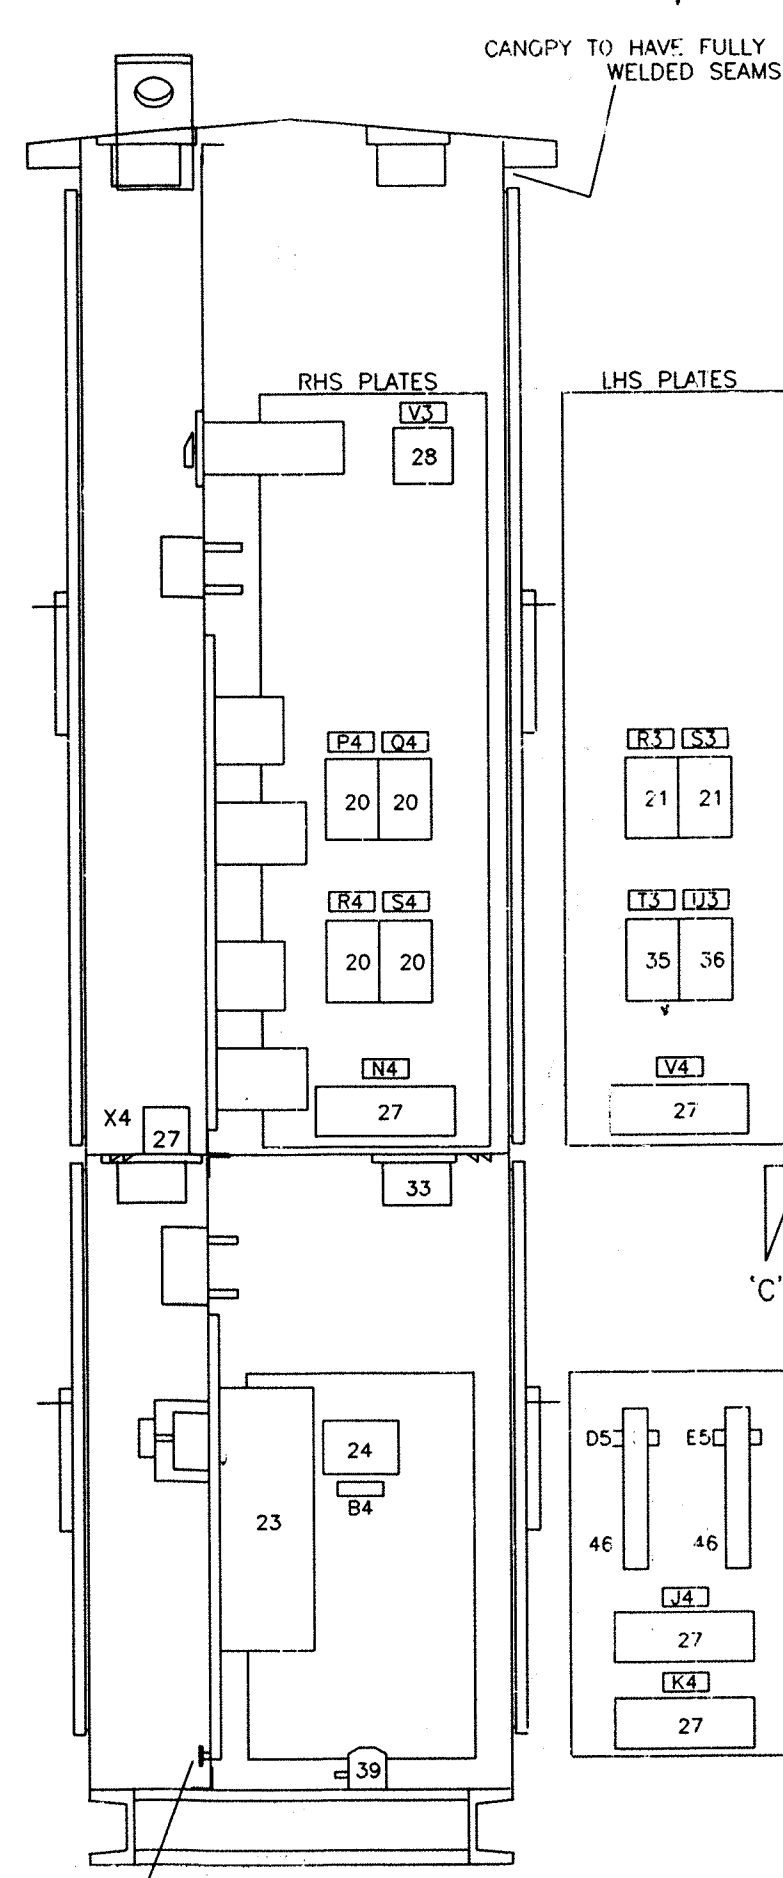 CANOPY TO HAVE FULLY
WELDED SEAMS
RHS PLATES
LHS PLATES
V3
28
P4 Q4
20 20
R3 S3
21 21
R4 S4
20 20
T3 U3
35 36
N4
27
V4
27
X4
27
33
'C'
D5 E5
46 46
24
B4
23
J4
27
K4
27
39